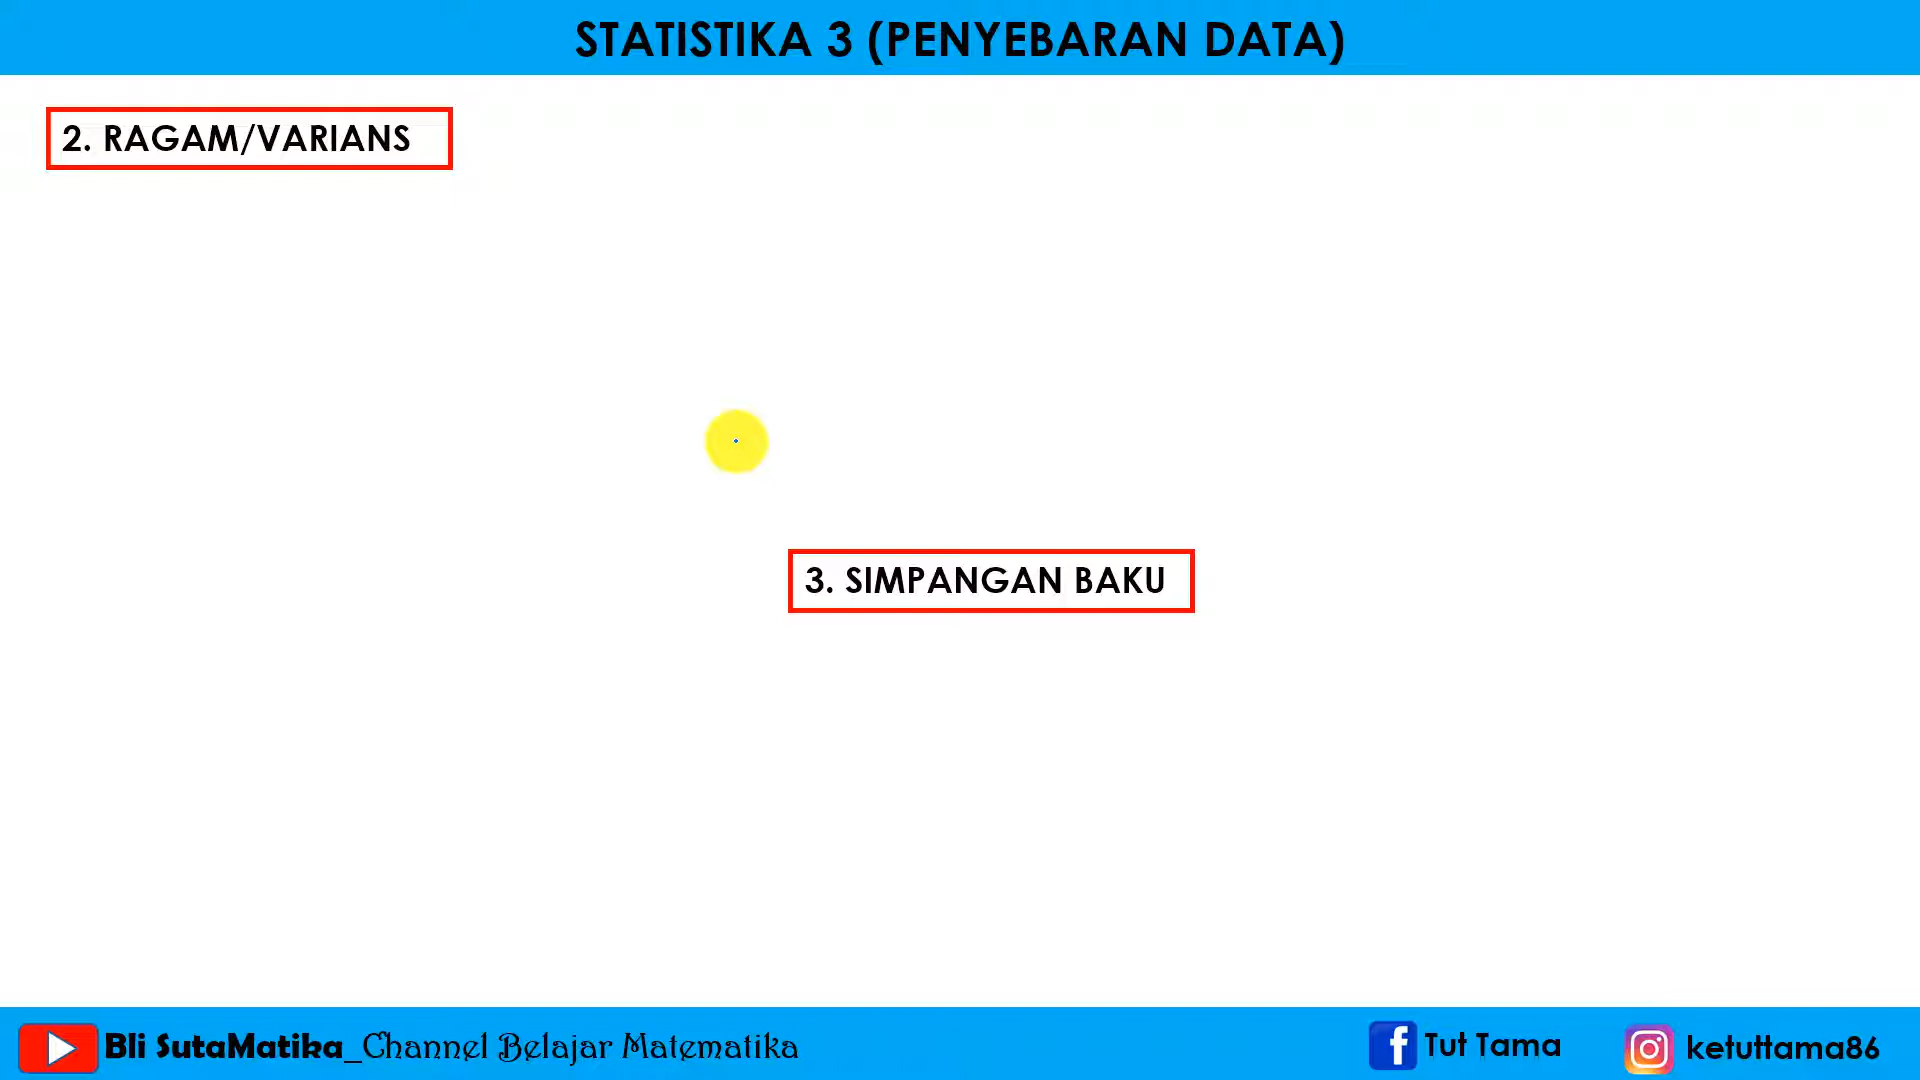 STATISTIKA 3 (PENYEBARAN DATA)
2. RAGAM/VARIANS
3. SIMPANGAN BAKU
Bli SutaMatika_Channel Belajar Matematika
Tut Tama
ketuttama86